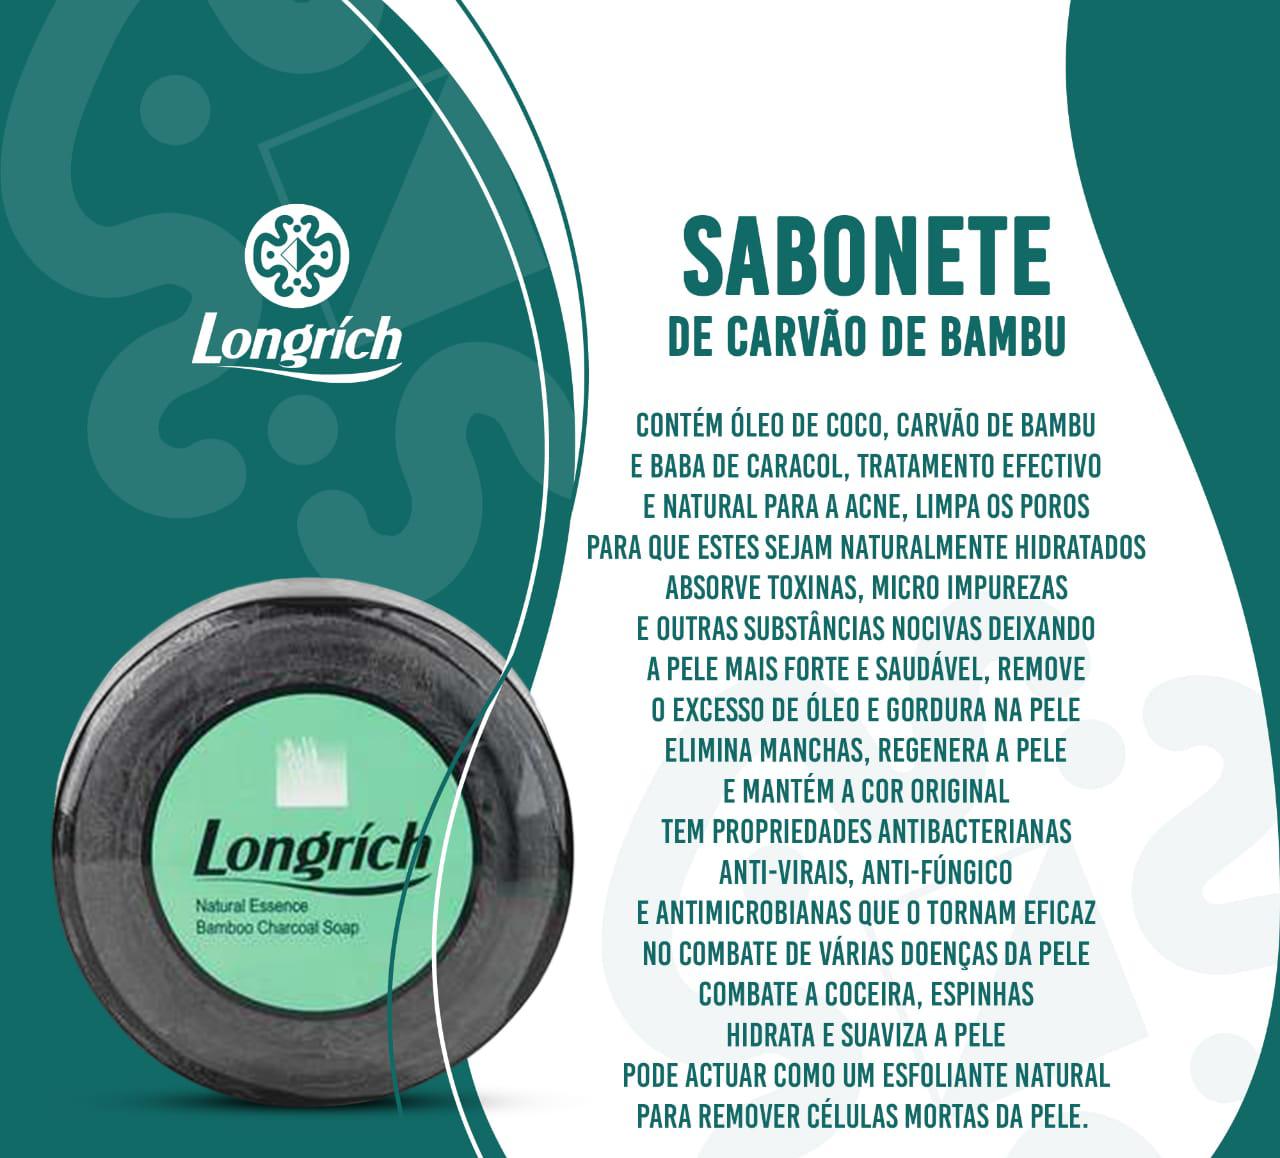 Longrích
SABONETE
DE CARVÃO DE BAMBU
CONTÉM ÓLEO DE COCO, CARVÃO DE BAMBU
E BABA DE CARACOL, TRATAMENTO EFECTIVO
E NATURAL PARA A ACNE, LIMPA OS POROS
PARA QUE ESTES SEJAM NATURALMENTE HIDRATADOS
ABSORVE TOXINAS, MICRO IMPUREZAS
E OUTRAS SUBSTÂNCIAS NOCIVAS DEIXANDO
A PELE MAIS FORTE E SAUDÁVEL, REMOVE
O EXCESSO DE ÓLEO E GORDURA NA PELE
ELIMINA MANCHAS, REGENERA A PELE
E MANTÉM A COR ORIGINAL
TEM PROPRIEDADES ANTIBACTERIANAS
ANTI-VIRAIS, ANTI-FÚNGICO
E ANTIMICROBIANAS QUE O TORNAM EFICAZ
NO COMBATE DE VÁRIAS DOENÇAS DA PELE
COMBATE A COCEIRA, ESPINHAS
HIDRATA E SUAVIZA A PELE
PODE ACTUAR COMO UM ESFOLIANTE NATURAL
PARA REMOVER CÉLULAS MORTAS DA PELE.
Longrích
Natural Essence
Bamboo Charcoal Soap